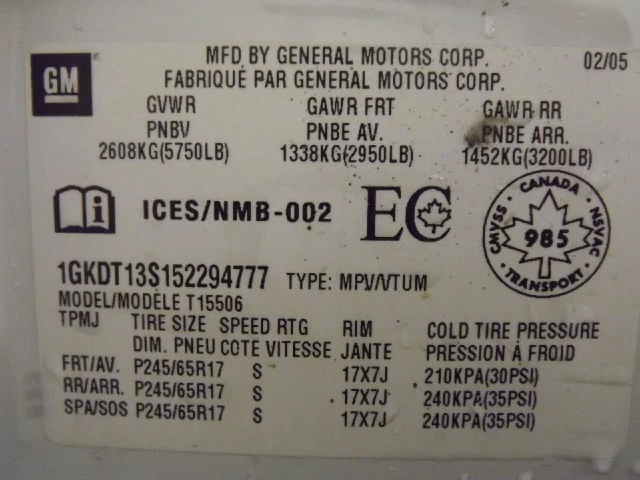 GM
MFD BY GENERAL MOTORS CORP. 02/05
FABRIQUÉ PAR GENERAL MOTORS CORP.
GVWR GAWR FRT GAWR RR
PNBV PNBE AV. PNBE ARR.
2608KG(5750LB) 1338KG(2950LB) 1452KG(3200LB)
ICES/NMB-002 EC
CANADA
CMVSS 985 NSVAC
TRANSPORT
1GKDT13S152294777 TYPE: MPV/VTUM
MODEL/MODÈLE T15506
TPMJ TIRE SIZE SPEED RTG RIM COLD TIRE PRESSURE
DIM. PNEU COTE VITESSE JANTE PRESSION À FROID
FRT/AV. P245/65R17 S 17X7J 210KPA(30PSI)
RR/ARR. P245/65R17 S 17X7J 240KPA(35PSI)
SPA/SOS P245/65R17 S 17X7J 240KPA(35PSI)